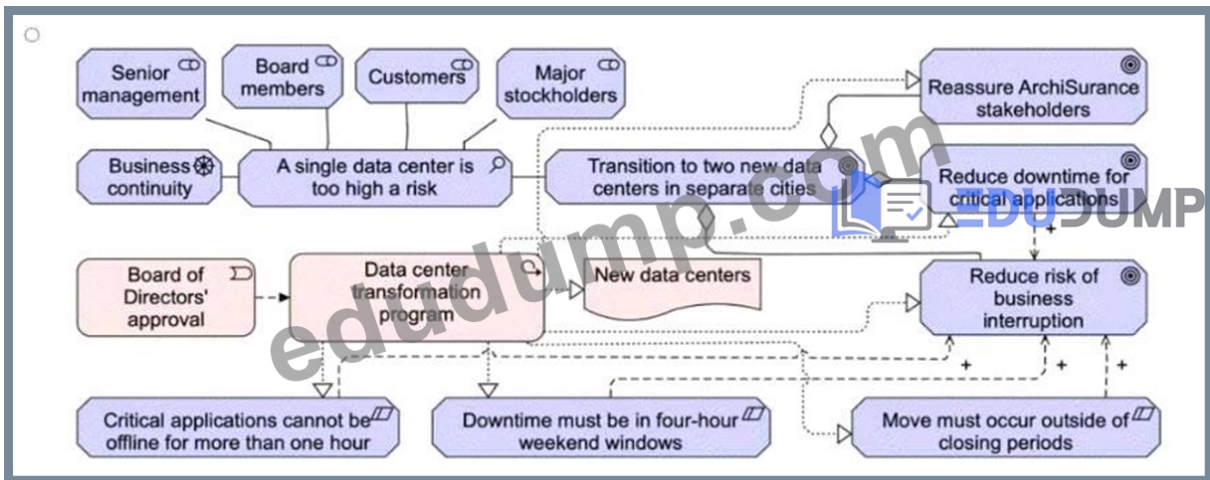 Senior
management
Board
members
Customers
Major
stockholders
Reassure ArchiSurance
stakeholders
Business
continuity
A single data center is
too high a risk
Transition to two new data
centers in separate cities
Reduce downtime for
critical applications
EDUDUMP
Board of
Directors'
approval
Data center
transformation
program
New data centers
Reduce risk of
business
interruption
+
+
+
+
Critical applications cannot be
offline for more than one hour
Downtime must be in four-hour
weekend windows
Move must occur outside of
closing periods
edudump.com